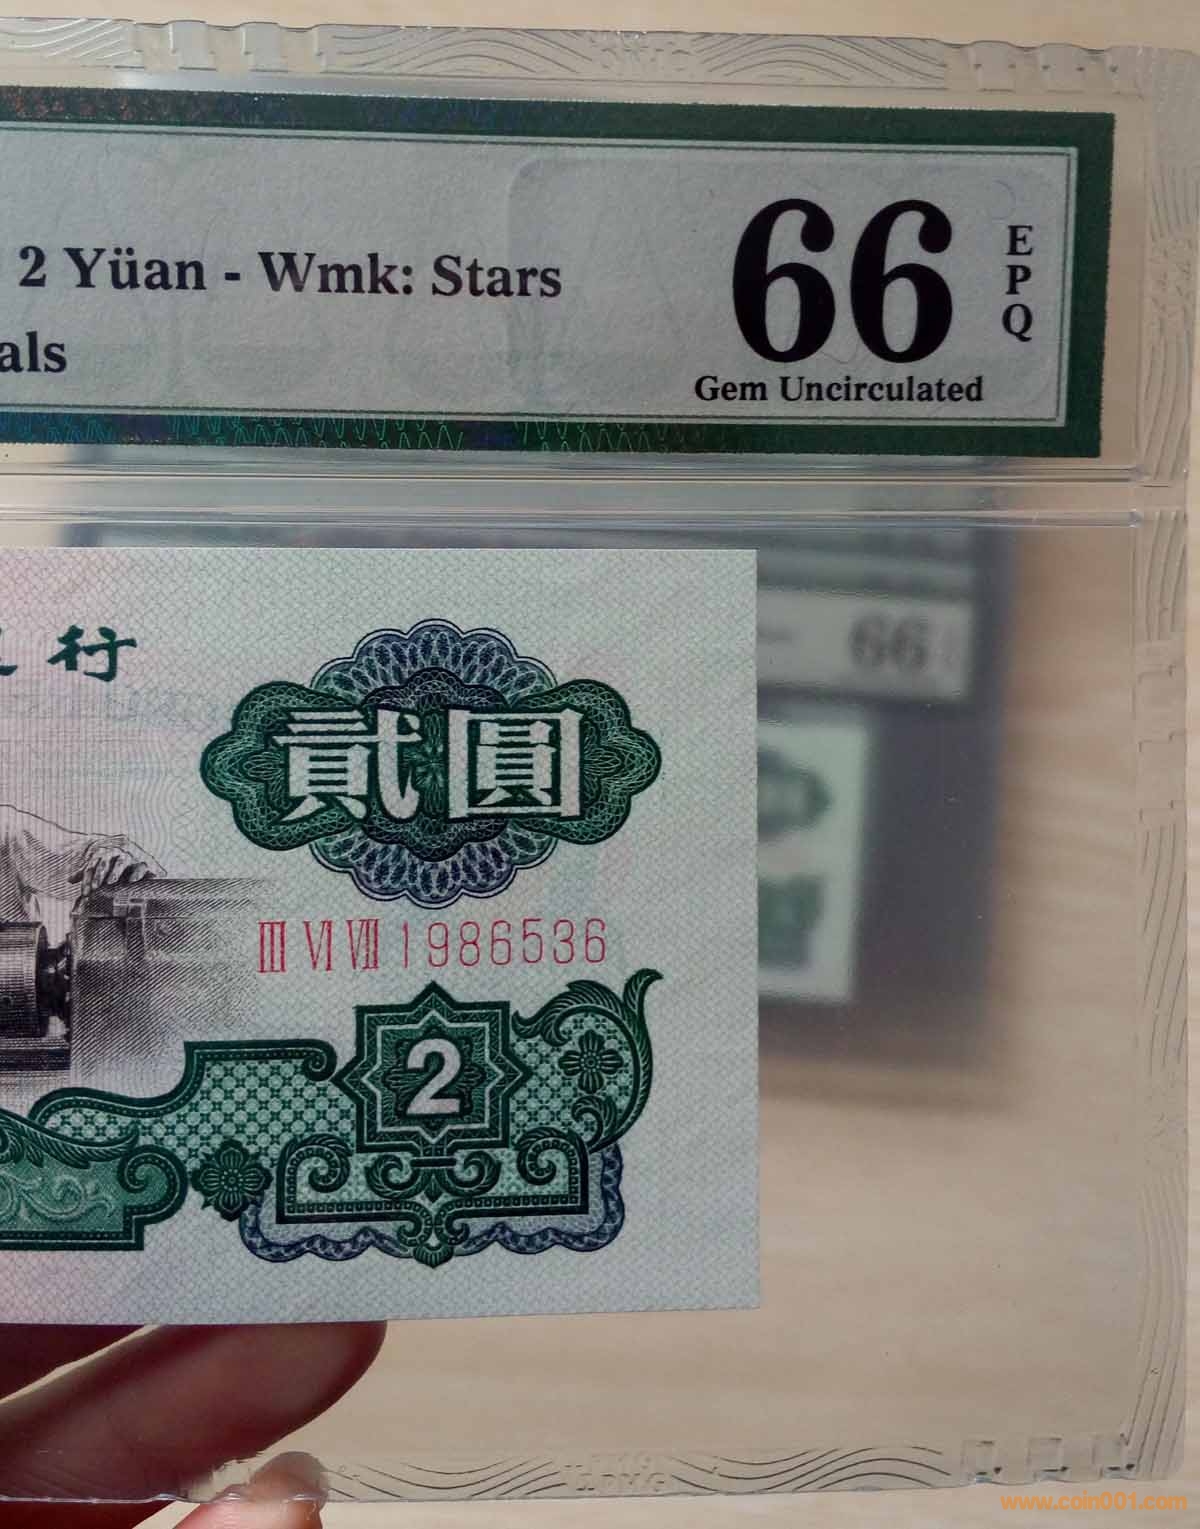 2 Yüan - Wmk: Stars
als
66
EPQ
Gem Uncirculated
行
66
貳圓
III VI VII 1986536
2
PMG
www.coin001.com